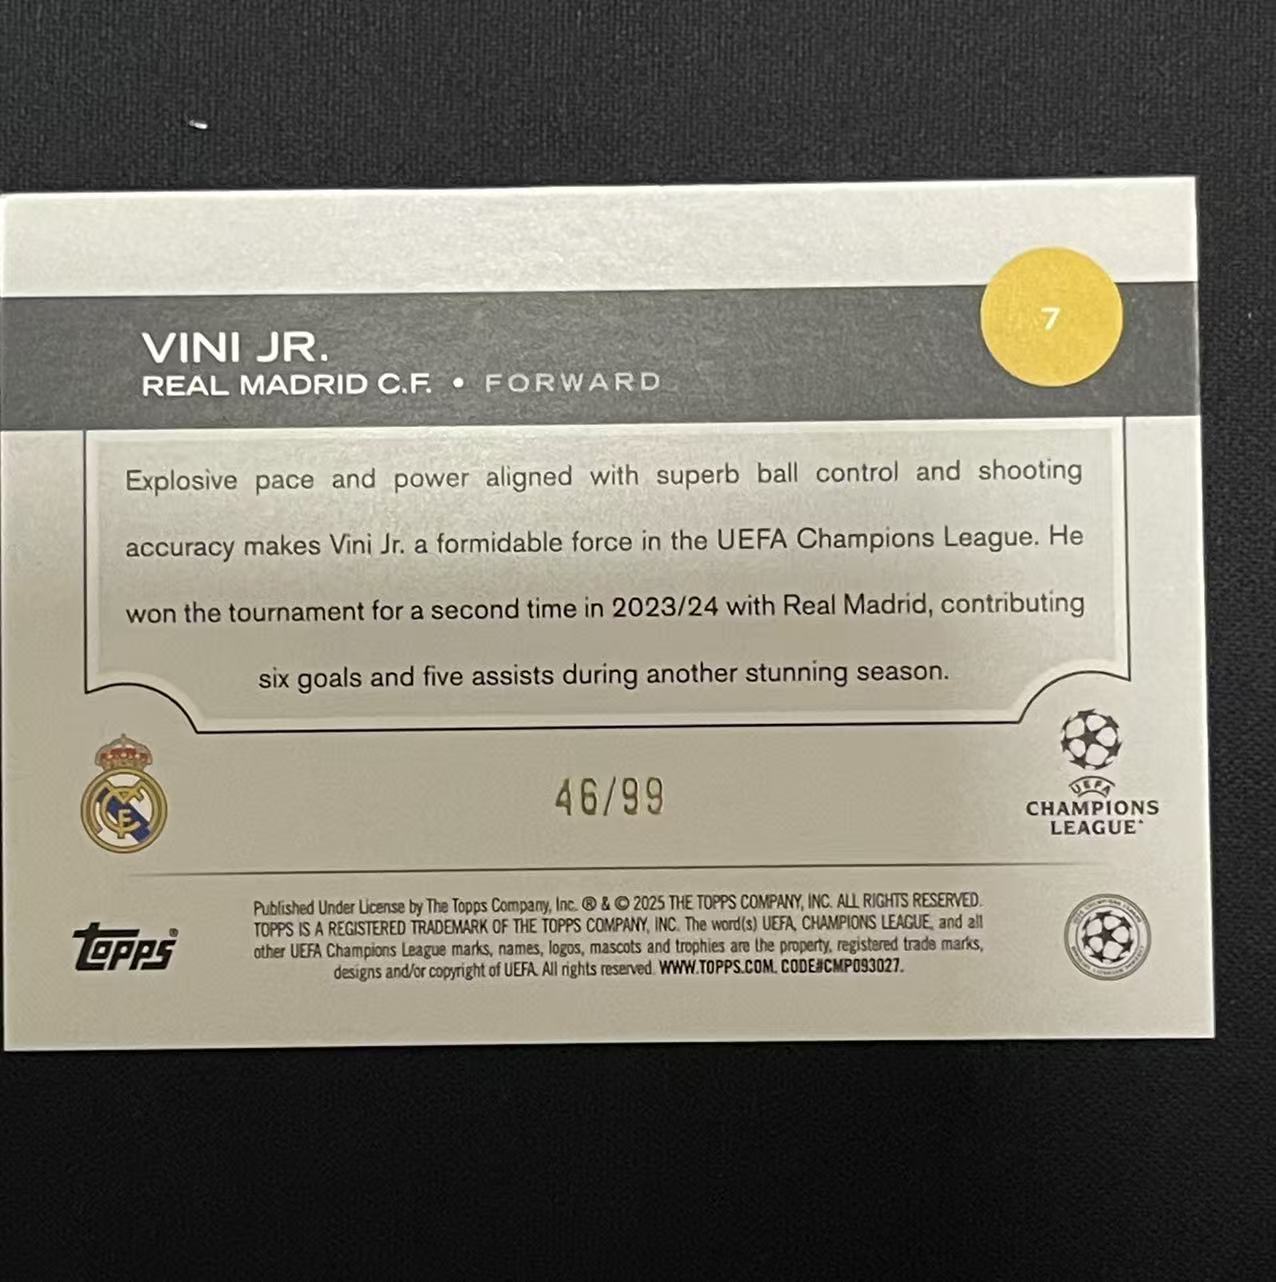 7
VINI JR.
REAL MADRID C.F. • FORWARD
Explosive pace and power aligned with superb ball control and shooting
accuracy makes Vini Jr. a formidable force in the UEFA Champions League. He
won the tournament for a second time in 2023/24 with Real Madrid, contributing
six goals and five assists during another stunning season.
46/99
UEFA
CHAMPIONS
LEAGUE
Published Under License by The Topps Company, Inc. ® & © 2025 THE TOPPS COMPANY, INC. ALL RIGHTS RESERVED.
TOPPS IS A REGISTERED TRADEMARK OF THE TOPPS COMPANY, INC. The word(s) UEFA, CHAMPIONS LEAGUE, and all
other UEFA Champions League marks, names, logos, mascots and trophies are the property, registered trade marks,
designs and/or copyright of UEFA. All rights reserved. WWW.TOPPS.COM. CODE#CMP093027.
topps®